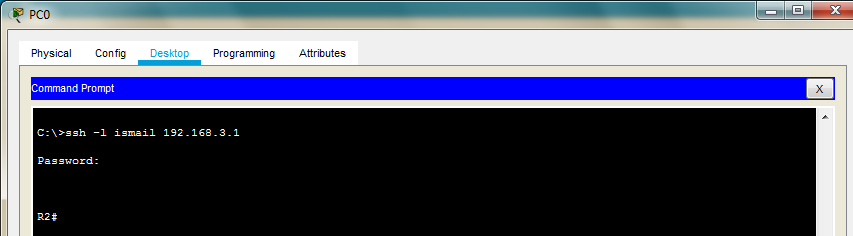 PC0
Physical Config Desktop Programming Attributes
Command Prompt X
C:\>ssh -l ismail 192.168.3.1
Password:
R2#